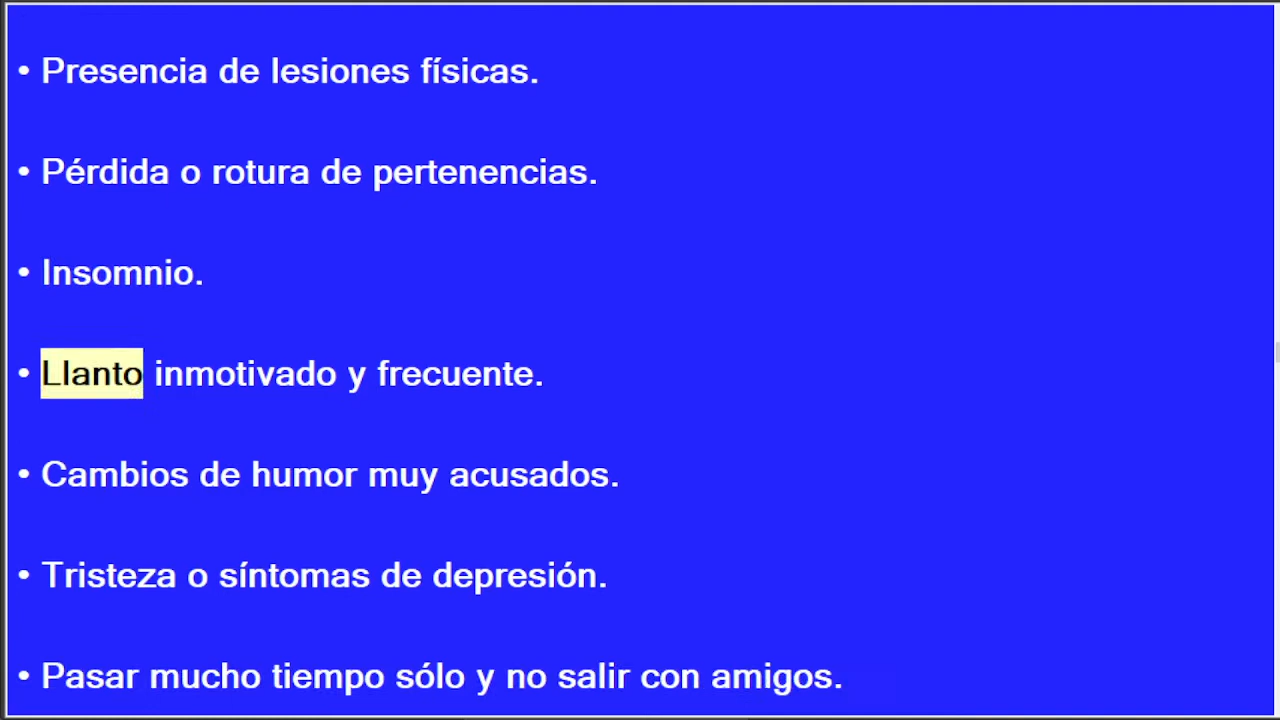 • Presencia de lesiones físicas.
• Pérdida o rotura de pertenencias.
• Insomnio.
• Llanto inmotivado y frecuente.
• Cambios de humor muy acusados.
• Tristeza o síntomas de depresión.
• Pasar mucho tiempo sólo y no salir con amigos.